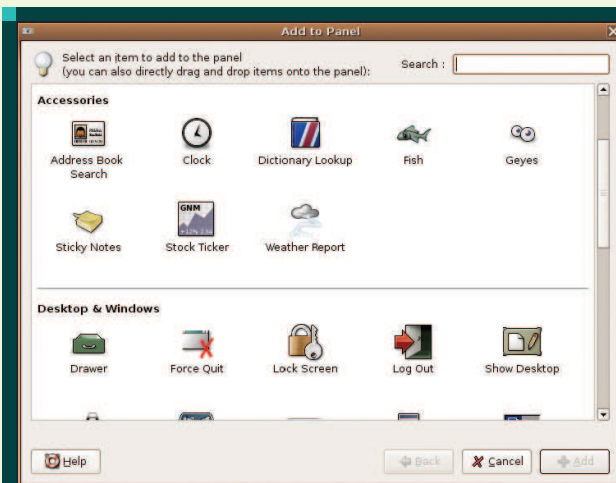 Add to Panel
Select an item to add to the panel
(you can also directly drag and drop items onto the panel):
Search :
Accessories
Address Book
Search
Clock
Dictionary Lookup
Fish
Geyes
GNM
Sticky Notes
Stock Ticker
Weather Report
Desktop & Windows
Drawer
Force Quit
Lock Screen
Log Out
Show Desktop
Help
Back
Cancel
Add